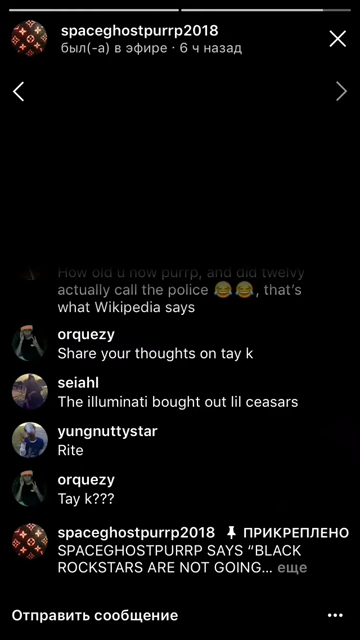 spaceghostpurrp2018
был(-а) в эфире · 6 ч назад
How old u now purrp, and did twelvy
actually call the police 😂😂, that's
what Wikipedia says
orquezy
Share your thoughts on tay k
seiahl
The illuminati bought out lil ceasars
yungnuttystar
Rite
orquezy
Tay k???
spaceghostpurrp2018 ПРИКРЕПЛЕНО
SPACEGHOSTPURRP SAYS “BLACK
ROCKSTARS ARE NOT GOING... еще
Отправить сообщение